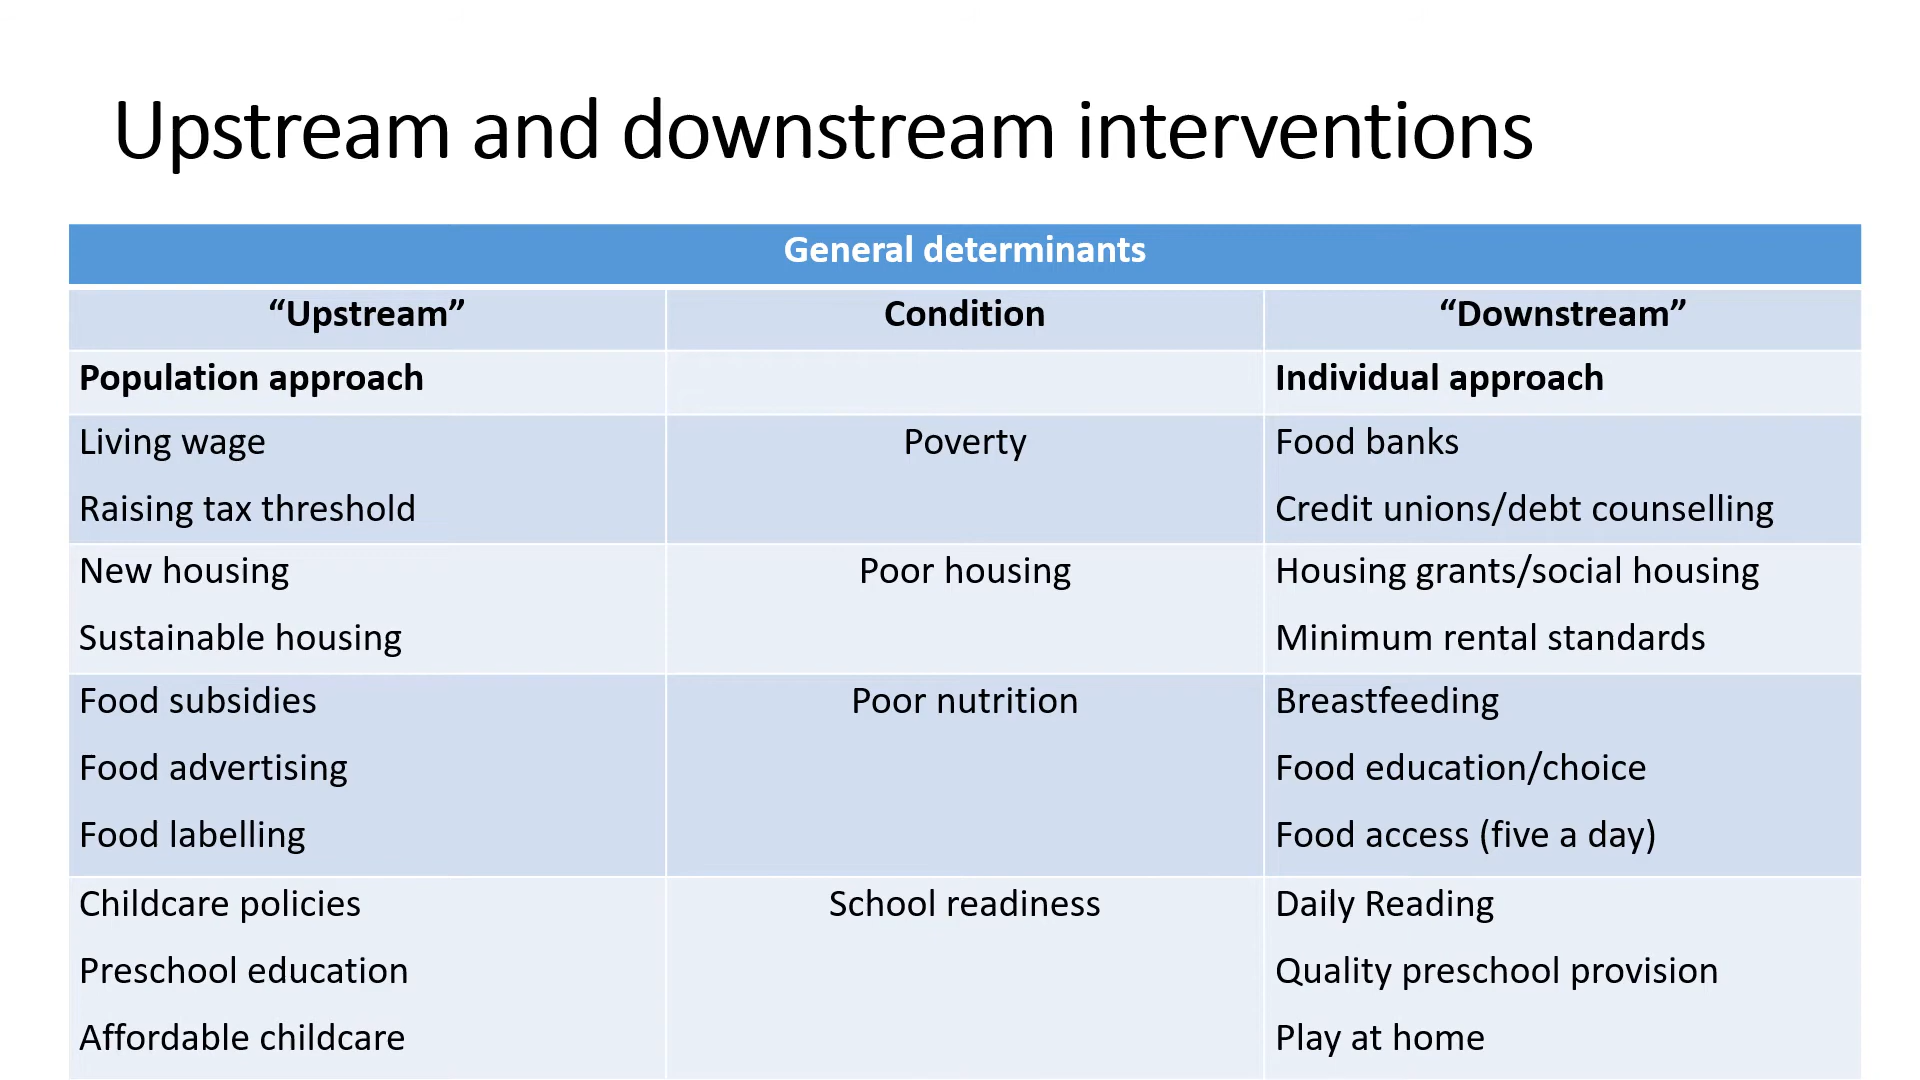 Upstream and downstream interventions
General determinants
“Upstream” Condition “Downstream”
Population approach Individual approach
Living wage Poverty Food banks
Raising tax threshold Credit unions/debt counselling
New housing Poor housing Housing grants/social housing
Sustainable housing Minimum rental standards
Food subsidies Poor nutrition Breastfeeding
Food advertising Food education/choice
Food labelling Food access (five a day)
Childcare policies School readiness Daily Reading
Preschool education Quality preschool provision
Affordable childcare Play at home